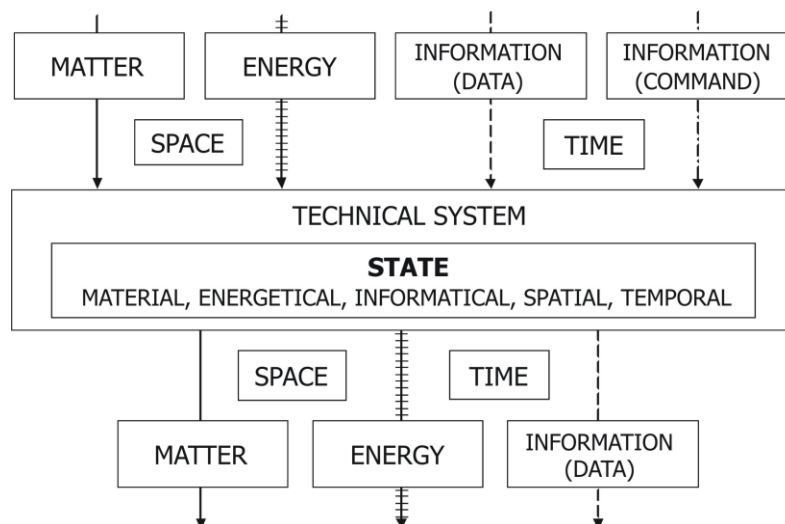 MATTER
ENERGY
INFORMATION
(DATA)
INFORMATION
(COMMAND)
SPACE
TIME
TECHNICAL SYSTEM
STATE
MATERIAL, ENERGETICAL, INFORMATICAL, SPATIAL, TEMPORAL
SPACE
TIME
MATTER
ENERGY
INFORMATION
(DATA)